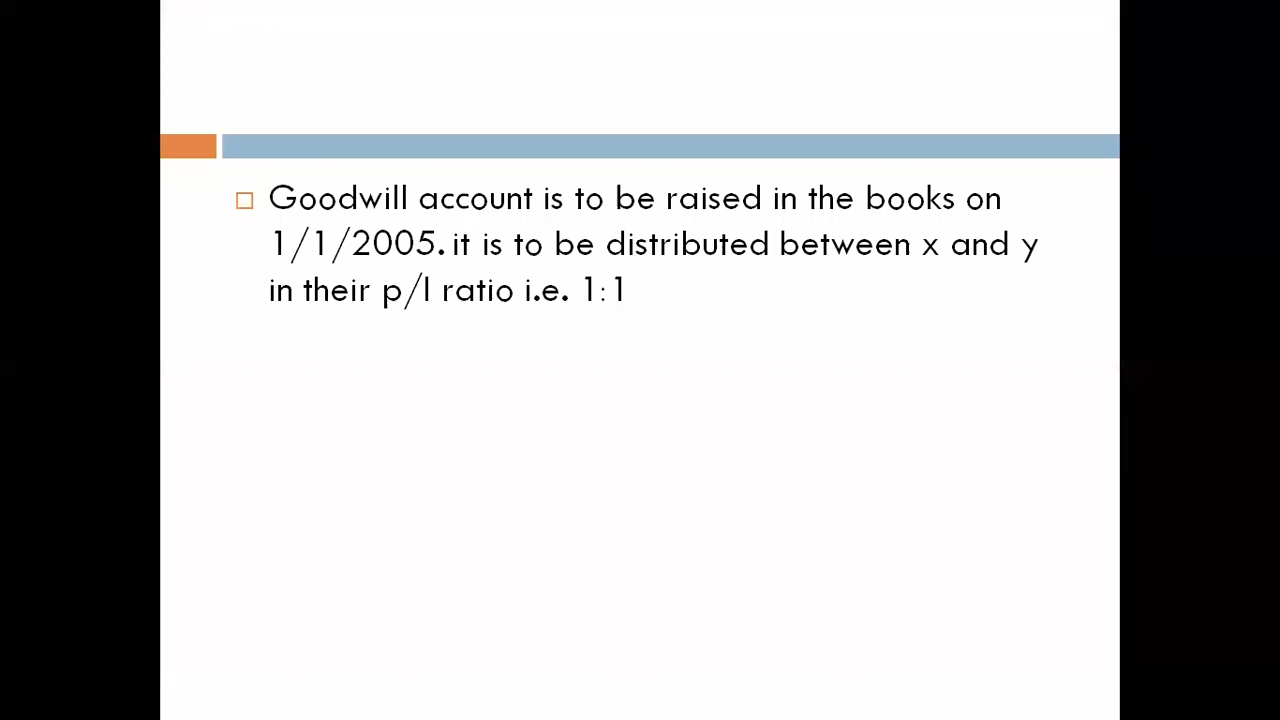 Goodwill account is to be raised in the books on
1/1/2005. it is to be distributed between x and y
in their p/l ratio i.e. 1:1